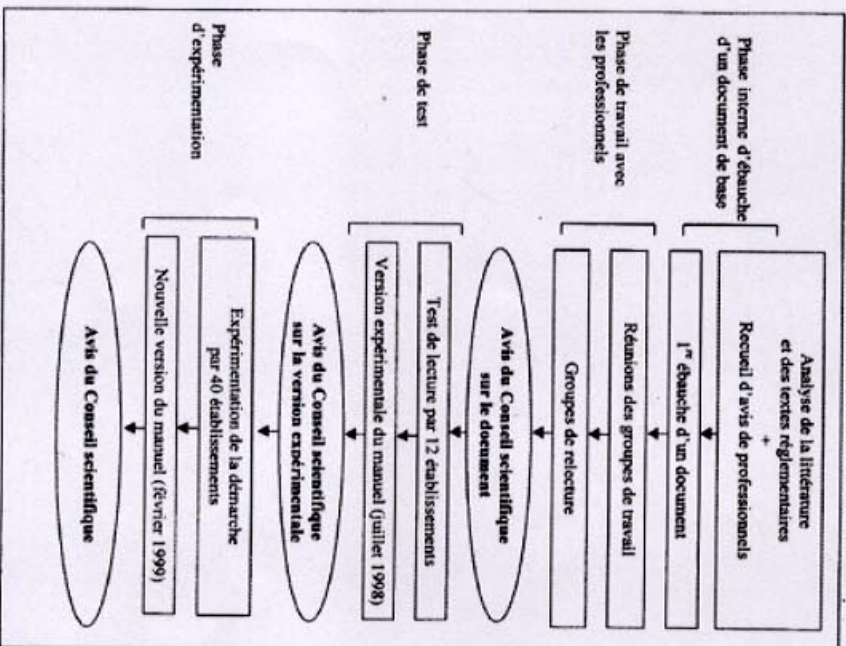 Phase interne d'ébauche
d'un document de base
Analyse de la littérature
et des textes réglementaires
+
Recueil d'avis de professionnels
1re ébauche d'un document
Phase de travail avec
les professionnels
Réunions des groupes de travail
Groupes de relecture
Avis du Conseil scientifique
sur le document
Phase de test
Test de lecture par 12 établissements
Version expérimentale du manuel (juillet 1998)
Avis du Conseil scientifique
sur la version expérimentale
Phase
d'expérimentation
Expérimentation de la démarche
par 40 établissements
Nouvelle version du manuel (février 1999)
Avis du Conseil scientifique